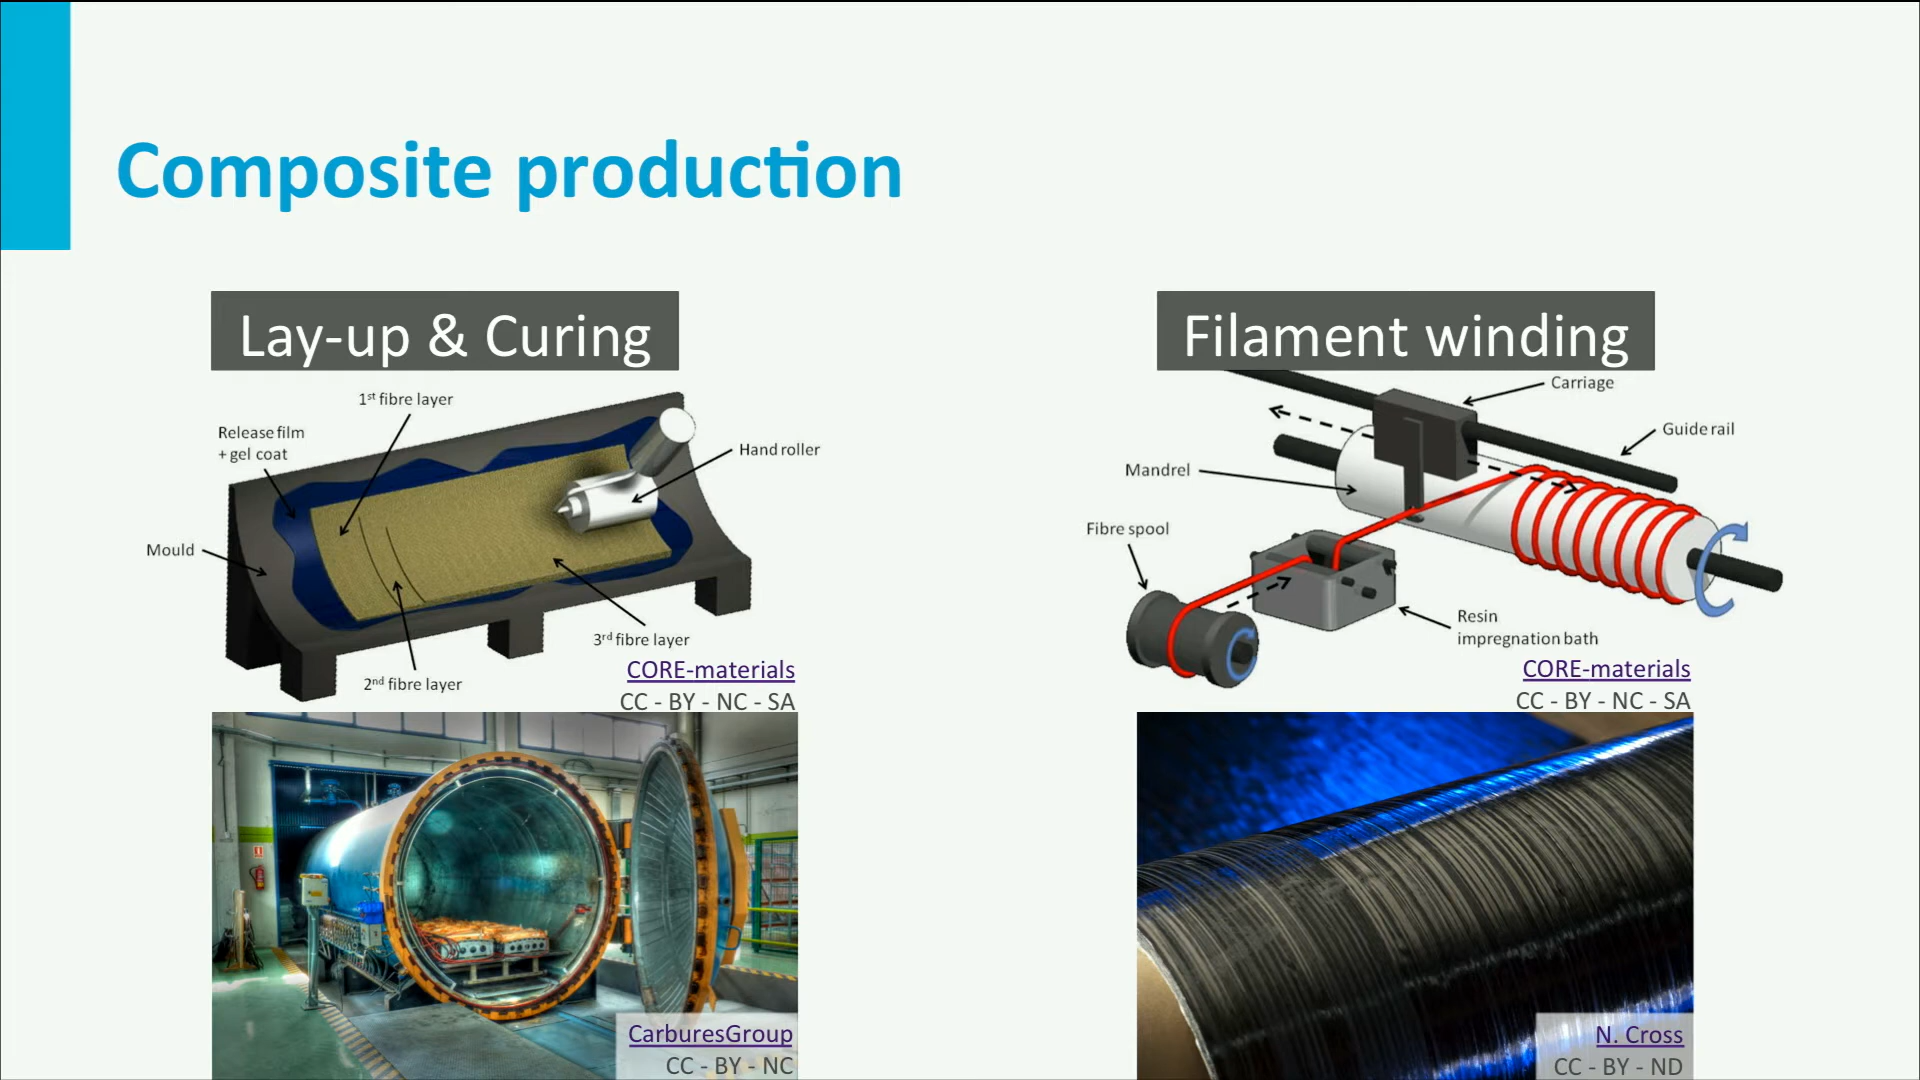 Composite production
Lay-up & Curing
1st fibre layer
Release film
+ gel coat
Hand roller
Mould
3rd fibre layer
2nd fibre layer
CORE-materials
CC - BY - NC - SA
CarburesGroup
CC - BY - NC
Filament winding
Carriage
Guide rail
Mandrel
Fibre spool
Resin
impregnation bath
CORE-materials
CC - BY - NC - SA
N. Cross
CC - BY - ND